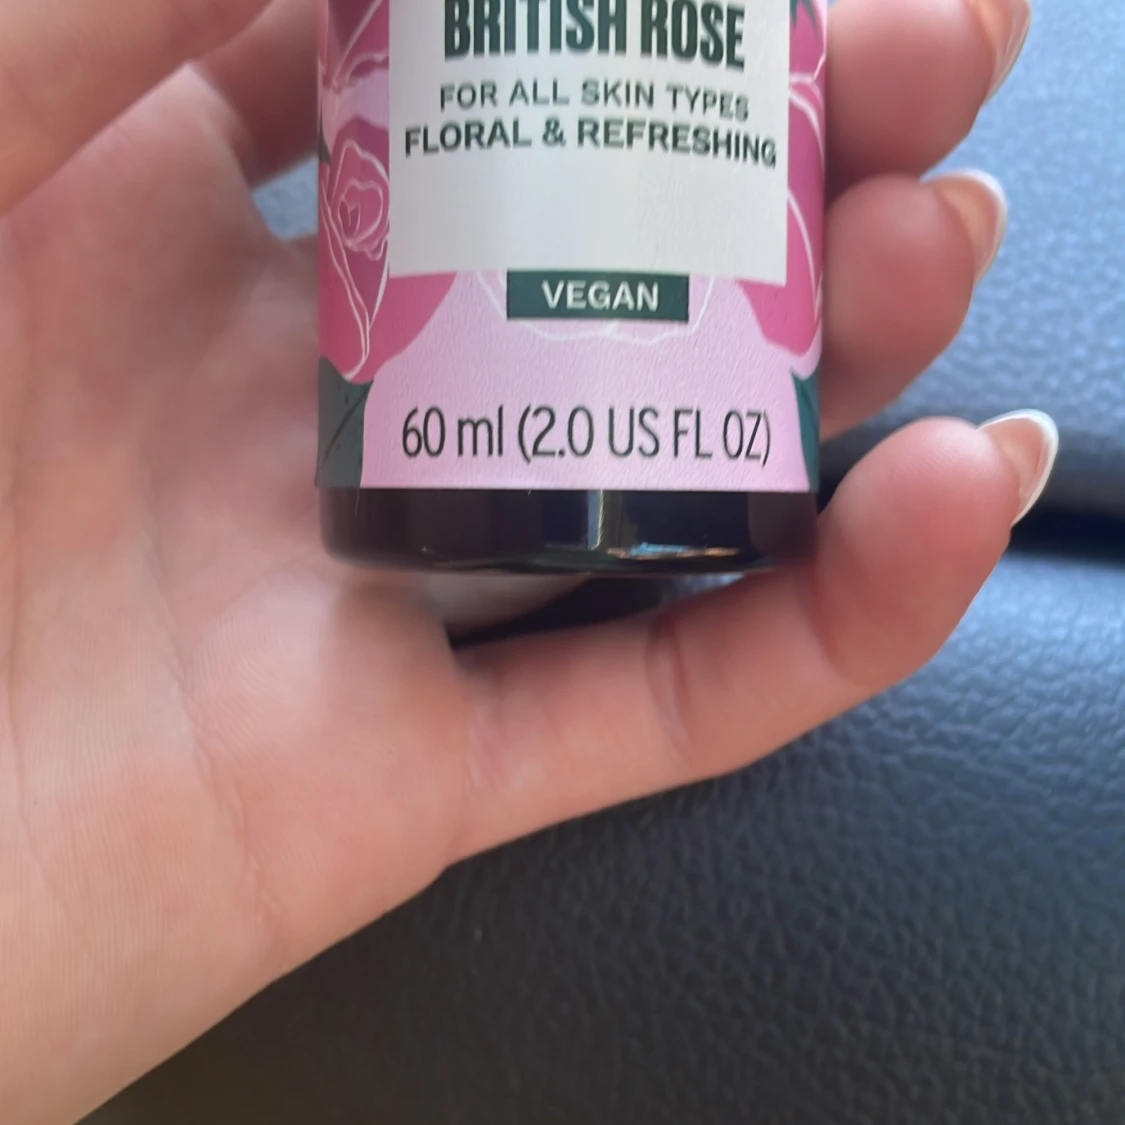 BRITISH ROSE
FOR ALL SKIN TYPES
FLORAL & REFRESHING
VEGAN
60 ml (2.0 US FL OZ)